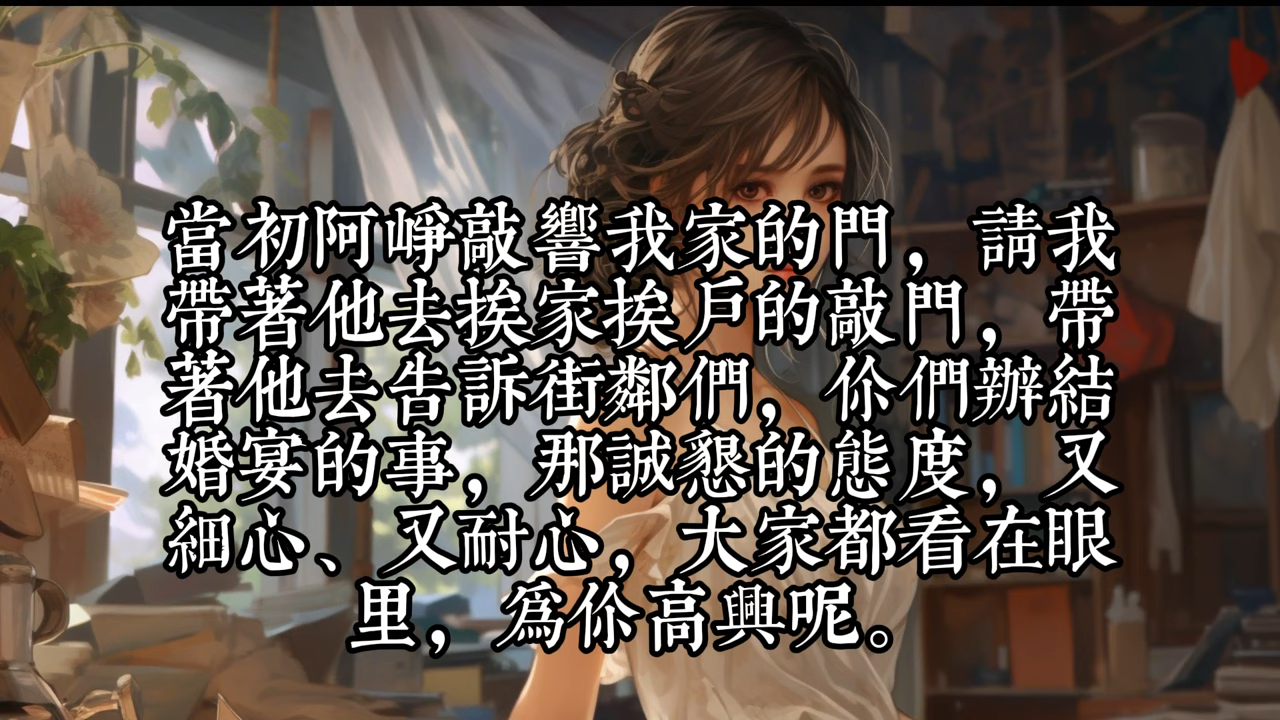 當初阿崢敲響我家的門，請我
帶著他去挨家挨戶的敲門，帶
著他去告訴街鄰們，你們辦結
婚宴的事，那誠懇的態度，又
細心、又耐心，大家都看在眼
里，爲你高興呢。